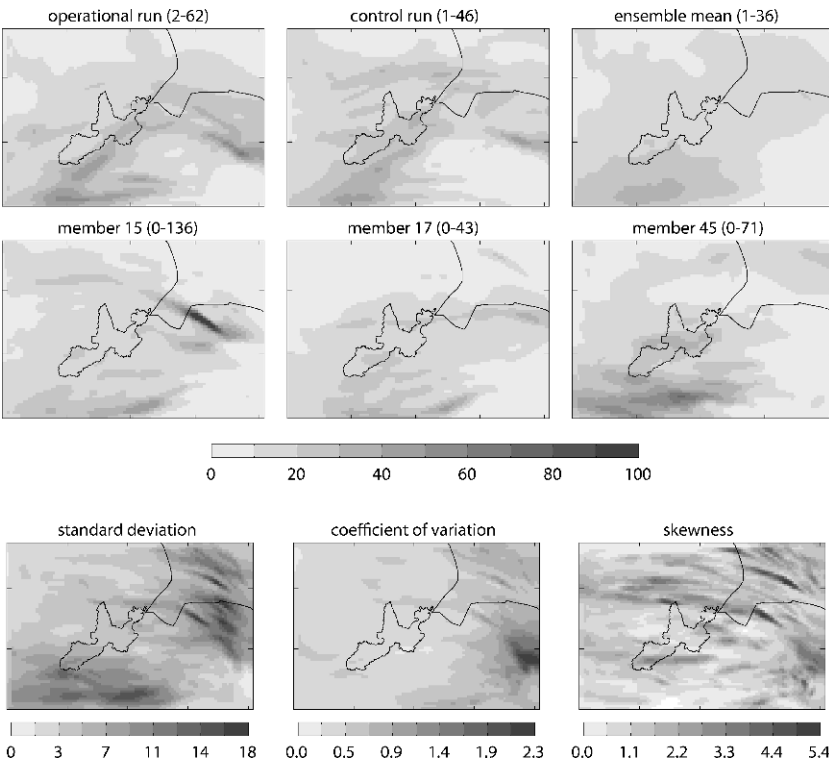 operational run (2-62) control run (1-46) ensemble mean (1-36)
member 15 (0-136) member 17 (0-43) member 45 (0-71)
0 20 40 60 80 100
standard deviation coefficient of variation skewness
0 3 7 11 14 18 0.0 0.5 0.9 1.4 1.9 2.3 0.0 1.1 2.2 3.3 4.4 5.4